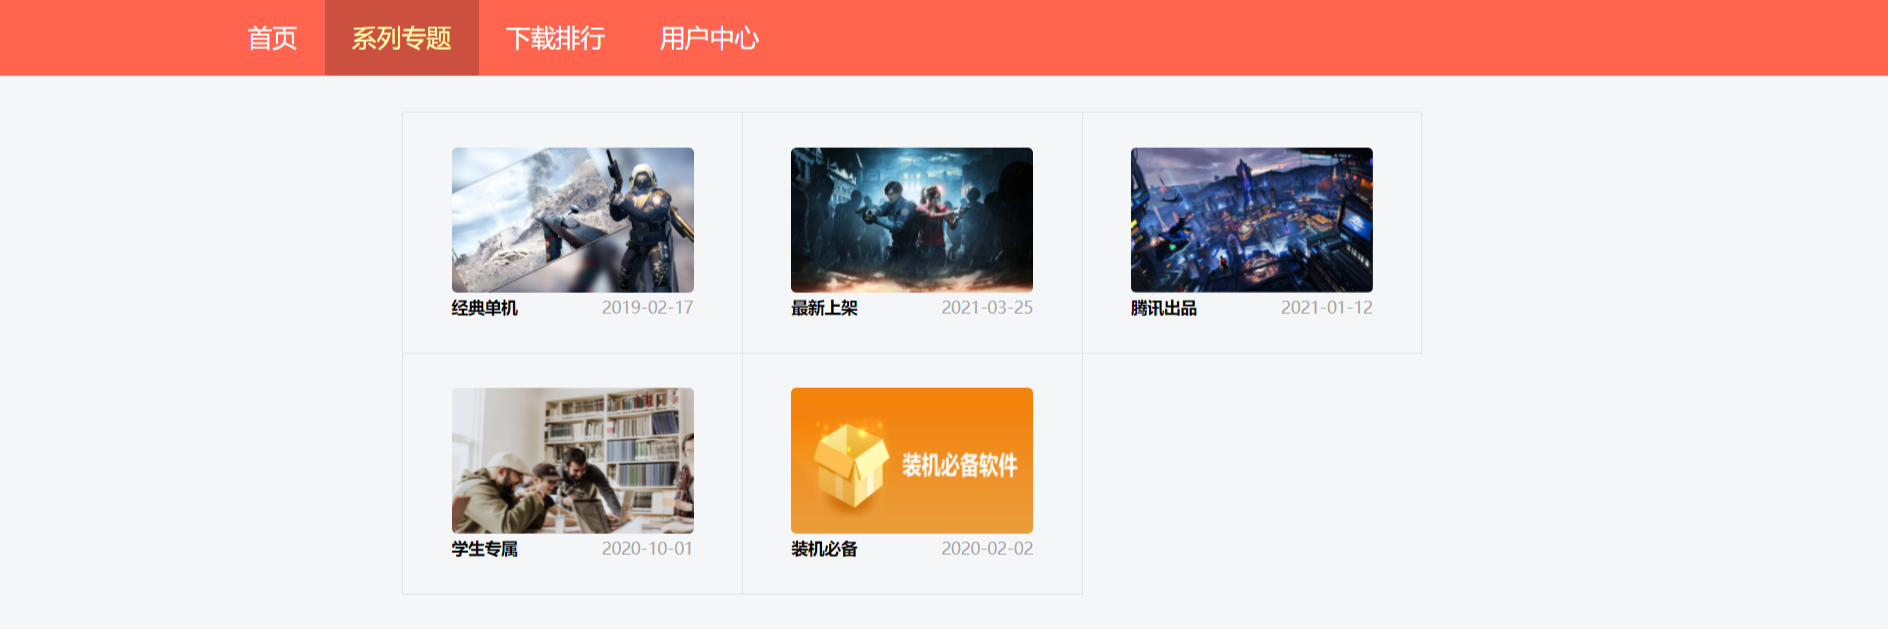 首页 系列专题 下载排行 用户中心
经典单机 2019-02-17
最新上架 2021-03-25
腾讯出品 2021-01-12
装机必备软件
学生专属 2020-10-01
装机必备 2020-02-02